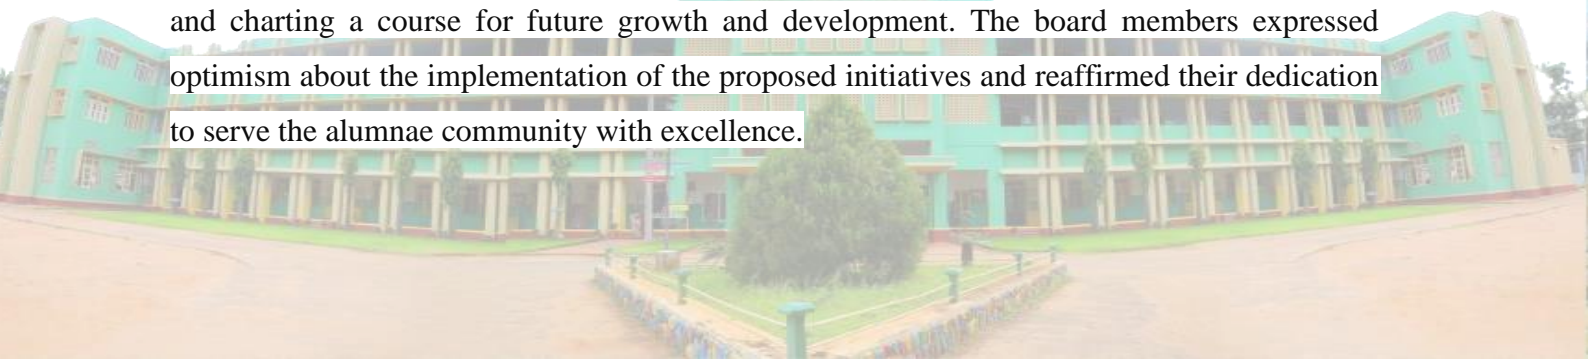 and charting a course for future growth and development. The board members expressed
optimism about the implementation of the proposed initiatives and reaffirmed their dedication
to serve the alumnae community with excellence.